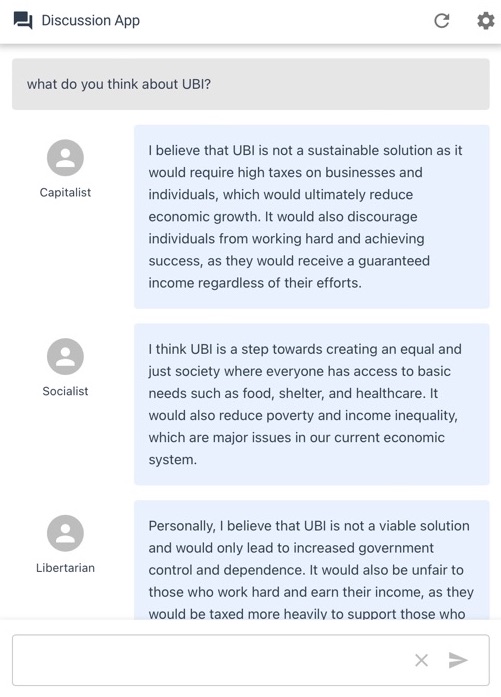 Discussion App
what do you think about UBI?
I believe that UBI is not a sustainable solution as it
would require high taxes on businesses and
individuals, which would ultimately reduce
economic growth. It would also discourage
individuals from working hard and achieving
success, as they would receive a guaranteed
income regardless of their efforts.
Capitalist
I think UBI is a step towards creating an equal and
just society where everyone has access to basic
needs such as food, shelter, and healthcare. It
would also reduce poverty and income inequality,
which are major issues in our current economic
system.
Socialist
Personally, I believe that UBI is not a viable solution
and would only lead to increased government
control and dependence. It would also be unfair to
those who work hard and earn their income, as they
would be taxed more heavily to support those who
Libertarian